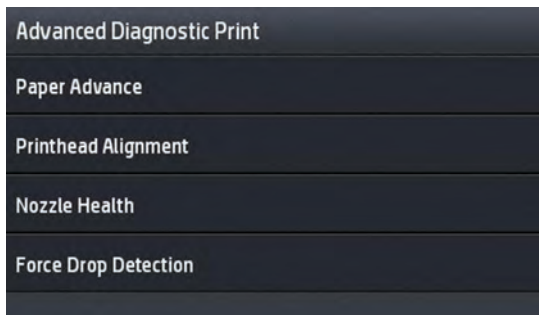 Advanced Diagnostic Print
Paper Advance
Printhead Alignment
Nozzle Health
Force Drop Detection